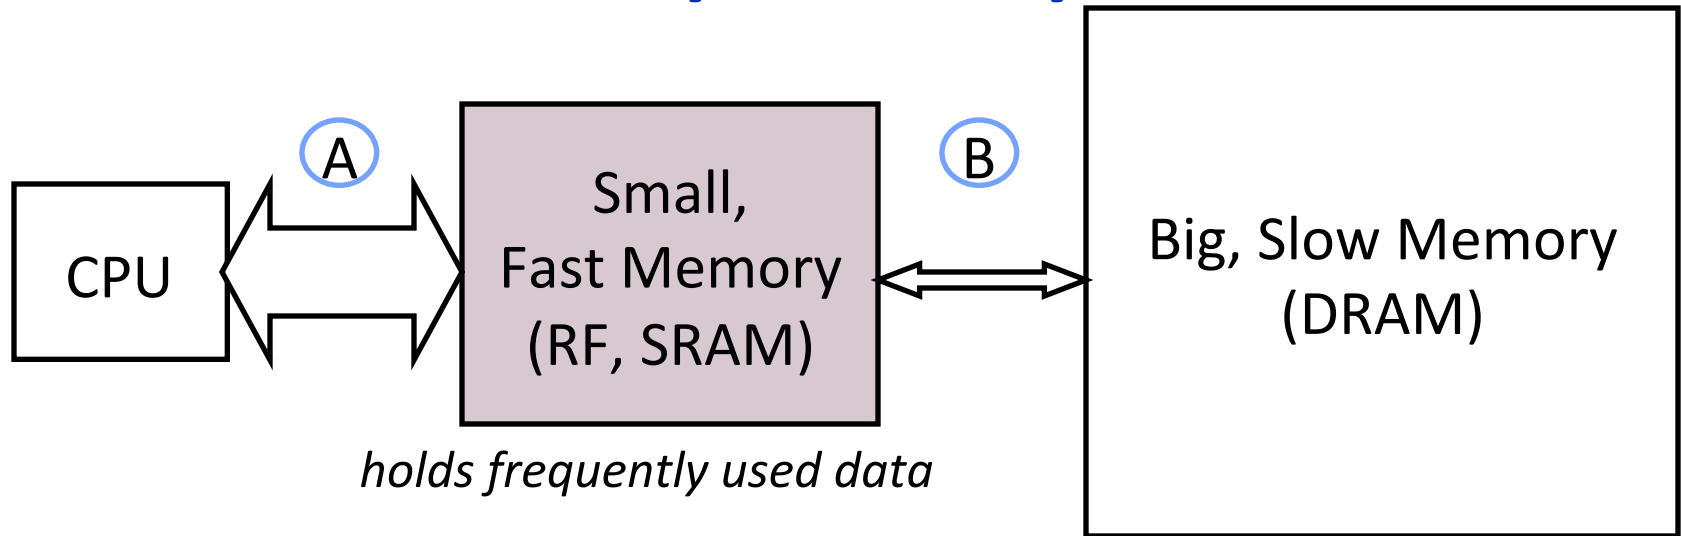 A
B
CPU
Small,
Fast Memory
(RF, SRAM)
Big, Slow Memory
(DRAM)
holds frequently used data